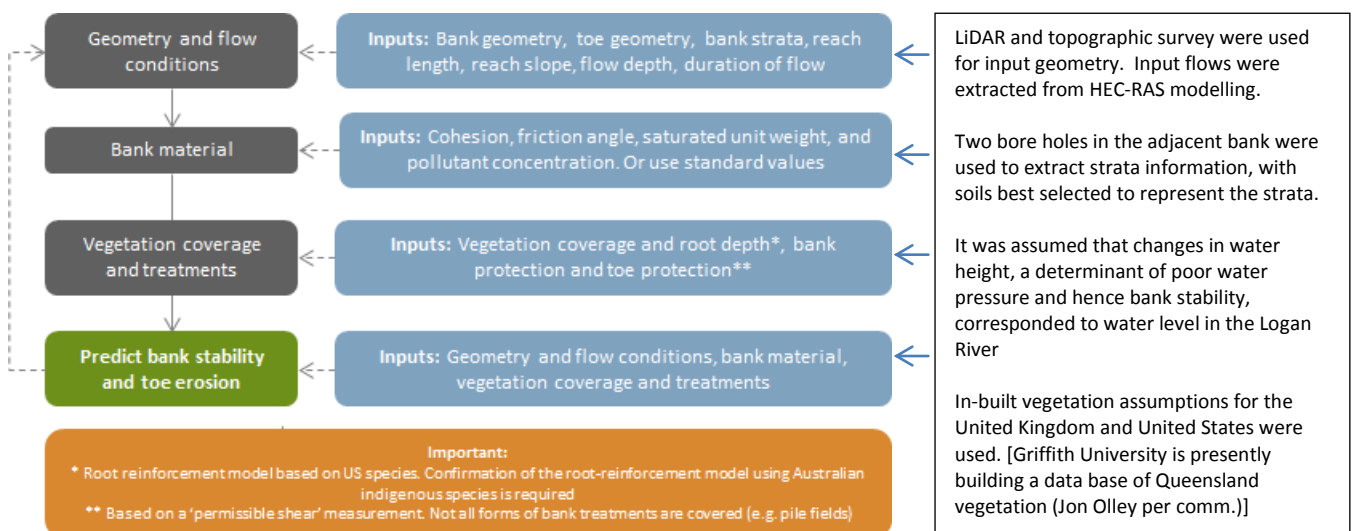 Geometry and flow
conditions
Inputs: Bank geometry, toe geometry, bank strata, reach
length, reach slope, flow depth, duration of flow
Bank material
Inputs: Cohesion, friction angle, saturated unit weight, and
pollutant concentration. Or use standard values
Vegetation coverage
and treatments
Inputs: Vegetation coverage and root depth*, bank
protection and toe protection**
Predict bank stability
and toe erosion
Inputs: Geometry and flow conditions, bank material,
vegetation coverage and treatments
Important:
* Root reinforcement model based on US species. Confirmation of the root-reinforcement model using Australian
indigenous species is required
** Based on a 'permissible shear' measurement. Not all forms of bank treatments are covered (e.g. pile fields)
LiDAR and topographic survey were used
for input geometry. Input flows were
extracted from HEC-RAS modelling.
Two bore holes in the adjacent bank were
used to extract strata information, with
soils best selected to represent the strata.
It was assumed that changes in water
height, a determinant of poor water
pressure and hence bank stability,
corresponded to water level in the Logan
River
In-built vegetation assumptions for the
United Kingdom and United States were
used. [Griffith University is presently
building a data base of Queensland
vegetation (Jon Olley per comm.)]